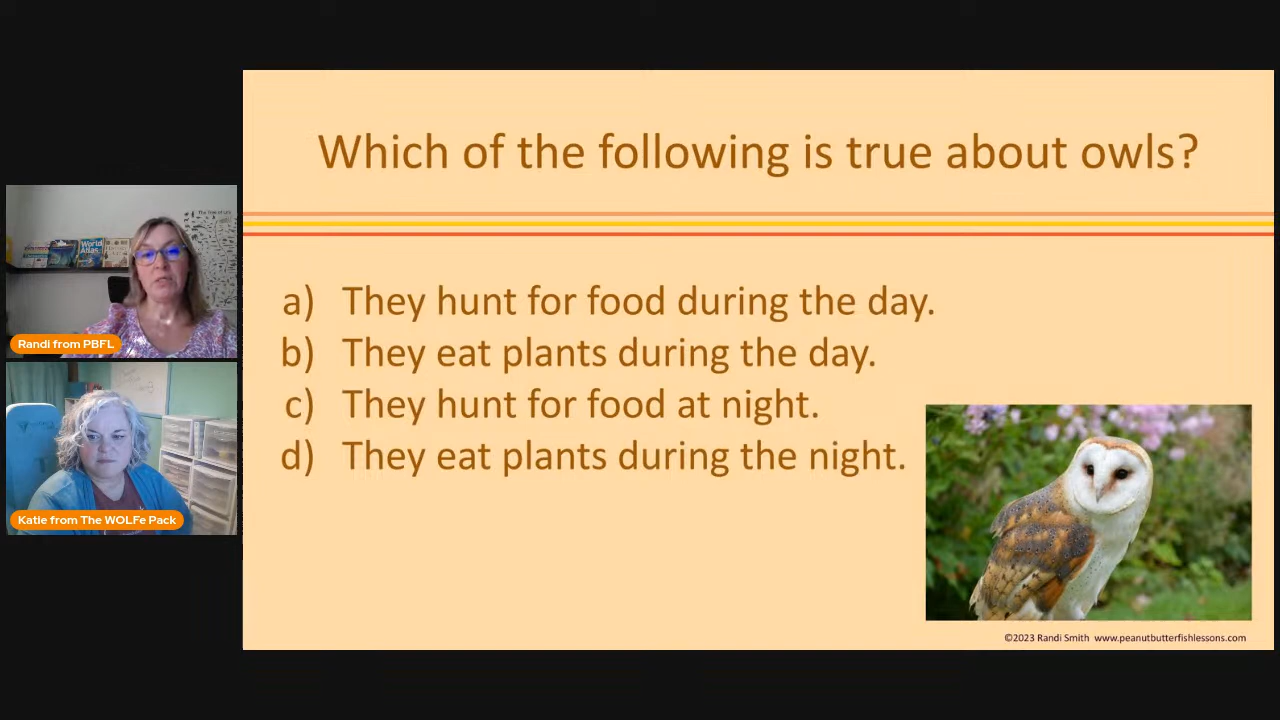 Which of the following is true about owls?
a) They hunt for food during the day.
b) They eat plants during the day.
c) They hunt for food at night.
d) They eat plants during the night.
©2023 Randi Smith www.peanutbutterfishlessons.com
World
Atlas
Randi from PBFL
Katie from The WOLFe Pack